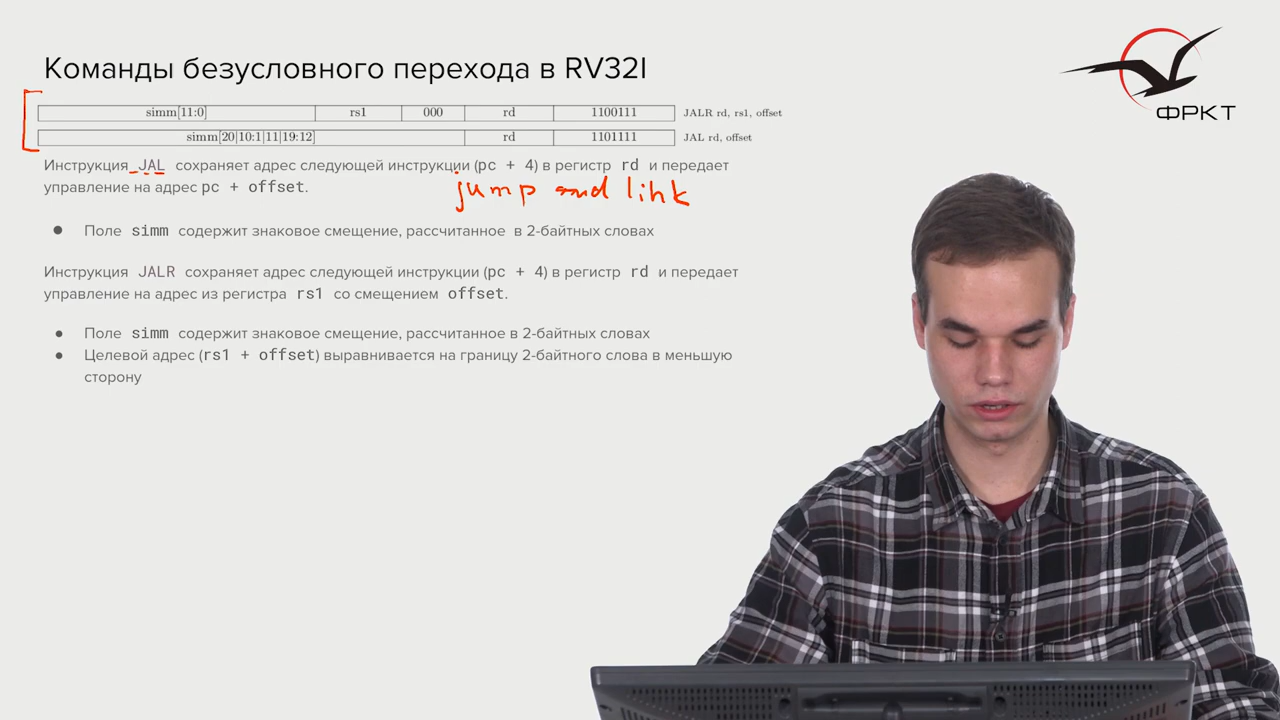 Команды безусловного перехода в RV32I
ФРКТ
simm[11:0] rs1 000 rd 1100111 JALR rd, rs1, offset
simm[20|10:1|11|19:12] rd 1101111 JAL rd, offset
Инструкция JAL сохраняет адрес следующей инструкции (pc + 4) в регистр rd и передает
управление на адрес pc + offset.
jump and link
● Поле simm содержит знаковое смещение, рассчитанное в 2-байтных словах
Инструкция JALR сохраняет адрес следующей инструкции (pc + 4) в регистр rd и передает
управление на адрес из регистра rs1 со смещением offset.
● Поле simm содержит знаковое смещение, рассчитанное в 2-байтных словах
● Целевой адрес (rs1 + offset) выравнивается на границу 2-байтного слова в меньшую
сторону